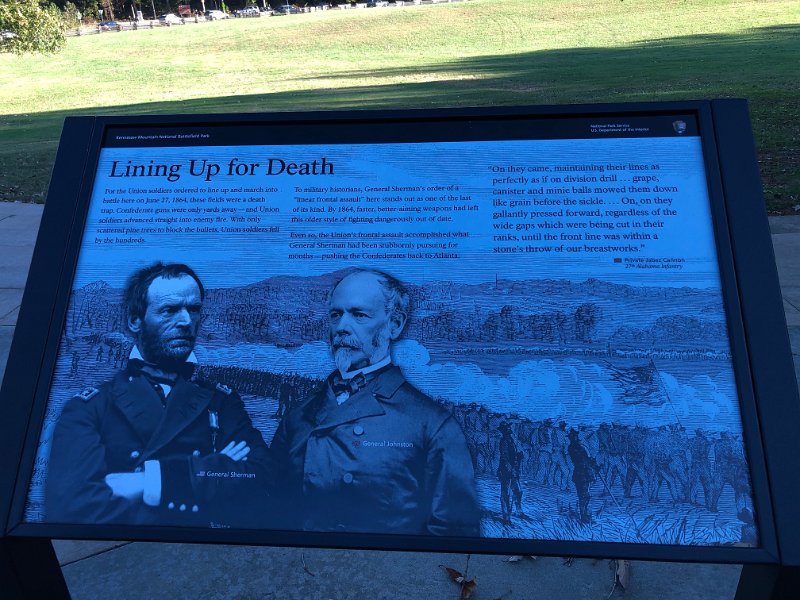 Kennesaw Mountain National Battlefield Park
National Park Service
U.S. Department of the Interior
Lining Up for Death
For the Union soldiers ordered to line up and march into
battle here on June 27, 1864, these fields were a death
trap. Confederate guns were only yards away — and Union
soldiers advanced straight into enemy fire. With only
scattered pine trees to block the bullets, Union soldiers fell
by the hundreds.
To military historians, General Sherman's order of a
"linear frontal assault" here stands out as one of the last
of its kind. By 1864, faster, better-aiming weapons had left
this older style of fighting dangerously out of date.
Even so, the Union's frontal assault accomplished what
General Sherman had been stubbornly pursuing for
months—pushing the Confederates back to Atlanta.
"On they came, maintaining their lines as
perfectly as if on division drill . . . grape,
canister and minie balls mowed them down
like grain before the sickle. . . . On, on they
gallantly pressed forward, regardless of the
wide gaps which were being cut in their
ranks, until the front line was within a
stone's throw of our breastworks."
Private Jabez Cannon
27th Alabama Infantry
General Johnston
General Sherman